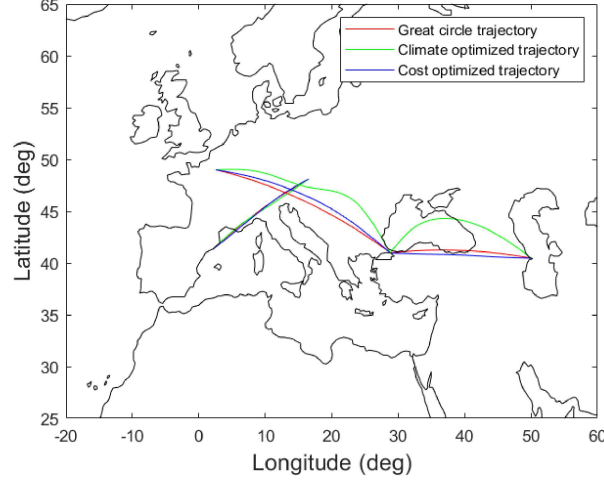 65
60
55
50
45
40
35
30
25
Latitude (deg)
Great circle trajectory
Climate optimized trajectory
Cost optimized trajectory
-20 -10 0 10 20 30 40 50 60
Longitude (deg)